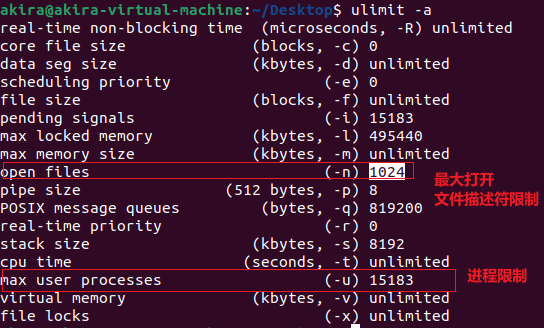 akira@akira-virtual-machine:~/Desktop$ ulimit -a
real-time non-blocking time  (microseconds, -R) unlimited
core file size              (blocks, -c) 0
data seg size               (kbytes, -d) unlimited
scheduling priority                 (-e) 0
file size                   (blocks, -f) unlimited
pending signals                     (-i) 15183
max locked memory           (kbytes, -l) 495440
max memory size             (kbytes, -m) unlimited
open files                          (-n) 1024
最大打开
文件描述符限制
pipe size                (512 bytes, -p) 8
POSIX message queues         (bytes, -q) 819200
real-time priority                  (-r) 0
stack size                  (kbytes, -s) 8192
cpu time                   (seconds, -t) unlimited
max user processes                  (-u) 15183
进程限制
virtual memory              (kbytes, -v) unlimited
file locks                          (-x) unlimited